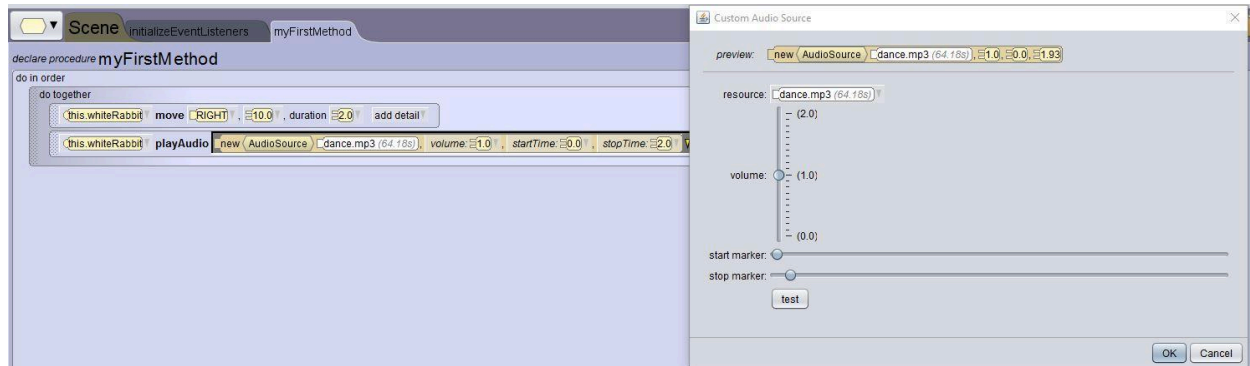 Scene initializeEventListeners myFirstMethod
declare procedure myFirstMethod
do in order
do together
this.whiteRabbit move RIGHT , 10.0 , duration 2.0 add detail
this.whiteRabbit playAudio new AudioSource dance.mp3 (64.18s), volume: 1.0 , startTime: 0.0 , stopTime: 2.0
Custom Audio Source
preview: new AudioSource dance.mp3 (64.18s), 1.0, 0.0, 1.93
resource: dance.mp3 (64.18s)
(2.0)
volume: (1.0)
(0.0)
start marker:
stop marker:
test
OK Cancel